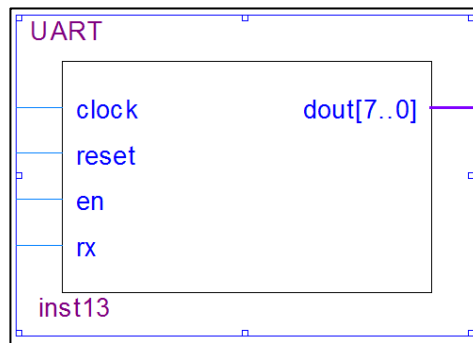 UART
clock dout[7..0]
reset
en
rx
inst13